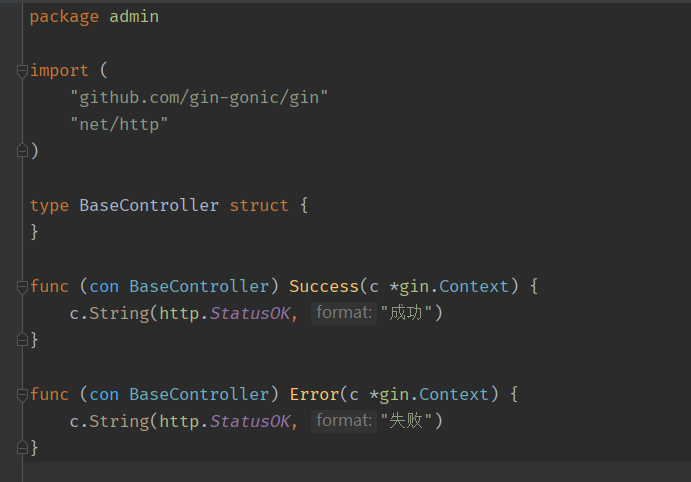 package admin
import (
"github.com/gin-gonic/gin"
"net/http"
)
type BaseController struct {
}
func (con BaseController) Success(c *gin.Context) {
c.String(http.StatusOK, format: "成功")
}
func (con BaseController) Error(c *gin.Context) {
c.String(http.StatusOK, format: "失败")
}